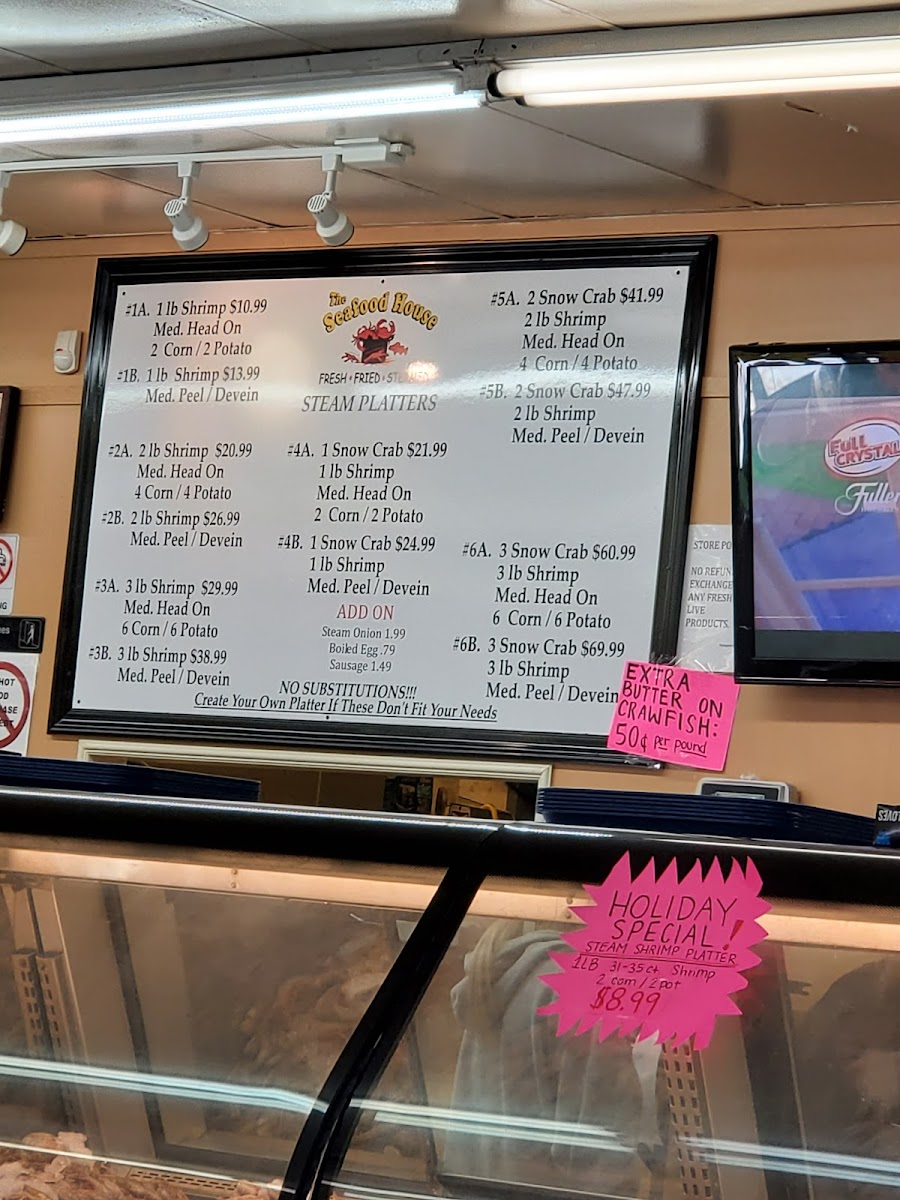 #1A. 1 lb Shrimp $10.99
Med. Head On
2 Corn / 2 Potato
#1B. 1 lb Shrimp $13.99
Med. Peel / Devein
#2A. 2 lb Shrimp $20.99
Med. Head On
4 Corn / 4 Potato
#2B. 2 lb Shrimp $26.99
Med. Peel / Devein
#3A. 3 lb Shrimp $29.99
Med. Head On
6 Corn / 6 Potato
#3B. 3 lb Shrimp $38.99
Med. Peel / Devein
The
Seafood House
FRESH • FRIED •
STEAM PLATTERS
#4A. 1 Snow Crab $21.99
1 lb Shrimp
Med. Head On
2 Corn / 2 Potato
#4B. 1 Snow Crab $24.99
1 lb Shrimp
Med. Peel / Devein
ADD ON
Steam Onion 1.99
Boiled Egg .79
Sausage 1.49
NO SUBSTITUTIONS!!!
Create Your Own Platter If These Don't Fit Your Needs
#5A. 2 Snow Crab $41.99
2 lb Shrimp
Med. Head On
4 Corn / 4 Potato
#5B. 2 Snow Crab $47.99
2 lb Shrimp
Med. Peel / Devein
#6A. 3 Snow Crab $60.99
3 lb Shrimp
Med. Head On
6 Corn / 6 Potato
#6B. 3 Snow Crab $69.99
3 lb Shrimp
Med. Peel / Devein
FULL
CRYSTAL
Fuller
STORE PO
NO REFUN
EXCHANGE
ANY FRESH
LIVE
PRODUCTS.
EXTRA
BUTTER ON
CRAWFISH:
50¢ per pound
HOLIDAY
SPECIAL!
STEAM SHRIMP PLATTER
1LB 31-35ct Shrimp
2 corn / 2 pot
$8.99
LOVES